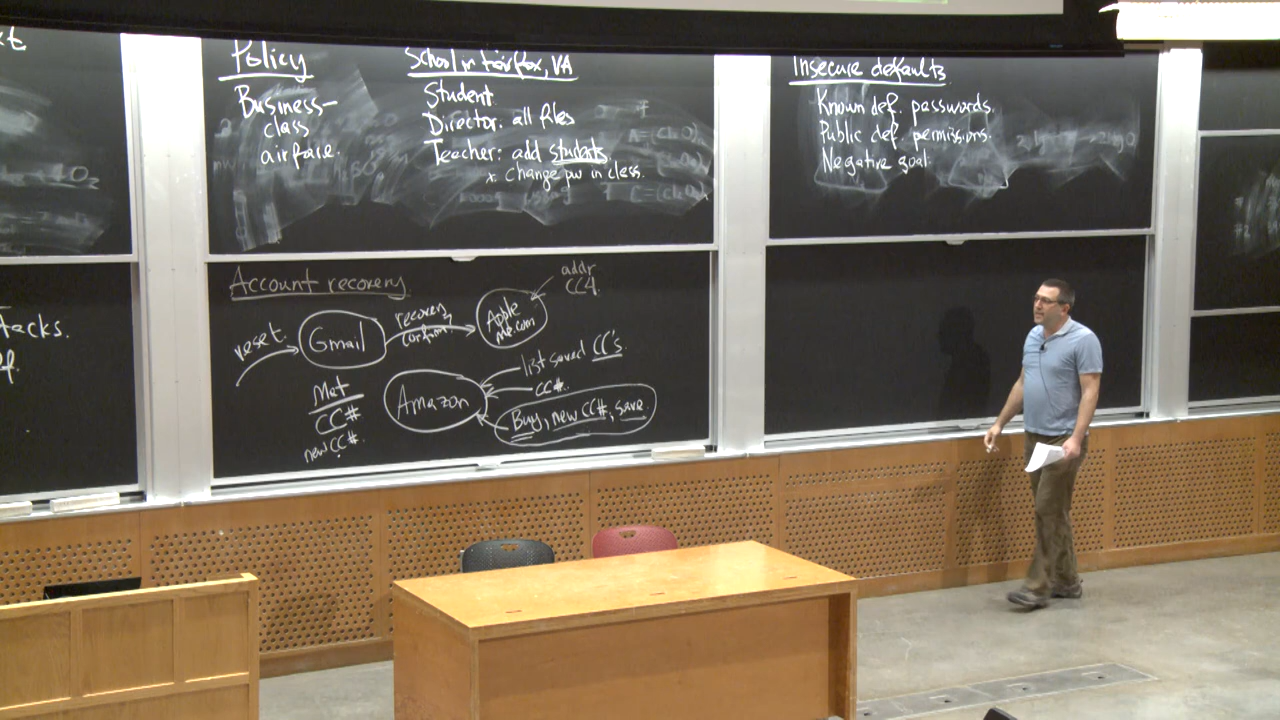 Policy
Business-
class
airfare.
School in Fairfax, VA
Student
Director: all files
Teacher: add students
x change pw in class.
Insecure defaults
Known def. passwords.
Public def. permissions.
Negative goal
tacks.
f.
Account recovery
reset.
Gmail
recovery
confirm
Apple
me.com
addr
CC4.
Mat
CC#
new CC#.
Amazon
list saved CC's.
CC#.
Buy, new CC#, save.